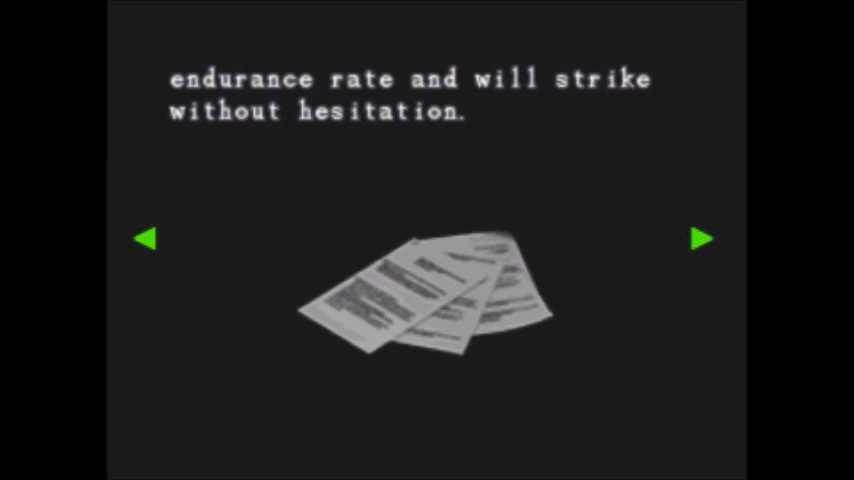 endurance rate and will strike
without hesitation.